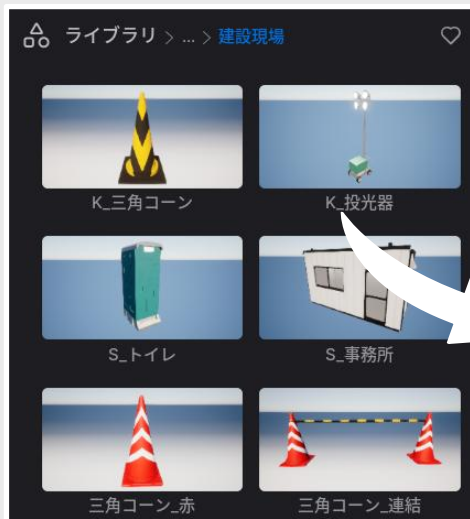 ライブラリ > ... > 建設現場
K_三角コーン
K_投光器
S_トイレ
S_事務所
三角コーン_赤
三角コーン_連結